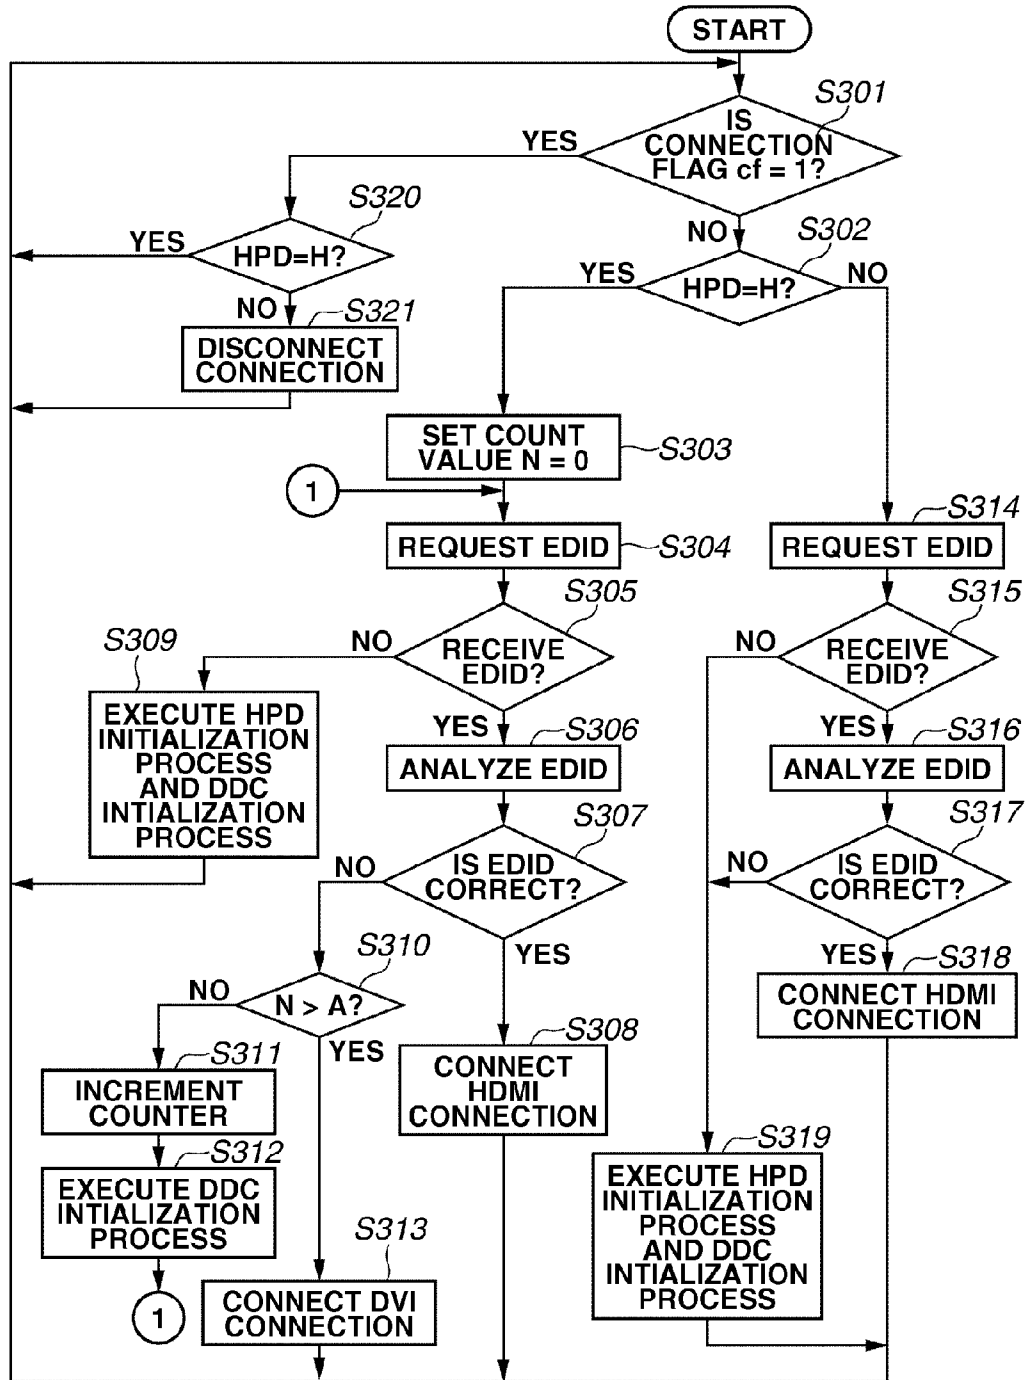 START
S301
IS
CONNECTION
FLAG cf = 1?
YES
NO
S320
HPD=H?
YES
NO
S302
HPD=H?
YES
NO
S321
DISCONNECT
CONNECTION
SET COUNT
VALUE N = 0
S303
1
REQUEST EDID
S304
S314
REQUEST EDID
S305
RECEIVE
EDID?
NO
YES
S315
RECEIVE
EDID?
NO
YES
S309
EXECUTE HPD
INITIALIZATION
PROCESS
AND DDC
INTIALIZATION
PROCESS
S306
ANALYZE EDID
S316
ANALYZE EDID
S307
IS EDID
CORRECT?
NO
YES
S317
IS EDID
CORRECT?
NO
YES
S310
N > A?
NO
YES
S318
CONNECT HDMI
CONNECTION
S308
CONNECT
HDMI
CONNECTION
S311
INCREMENT
COUNTER
S312
EXECUTE DDC
INTIALIZATION
PROCESS
1
S313
CONNECT DVI
CONNECTION
S319
EXECUTE HPD
INITIALIZATION
PROCESS
AND DDC
INTIALIZATION
PROCESS